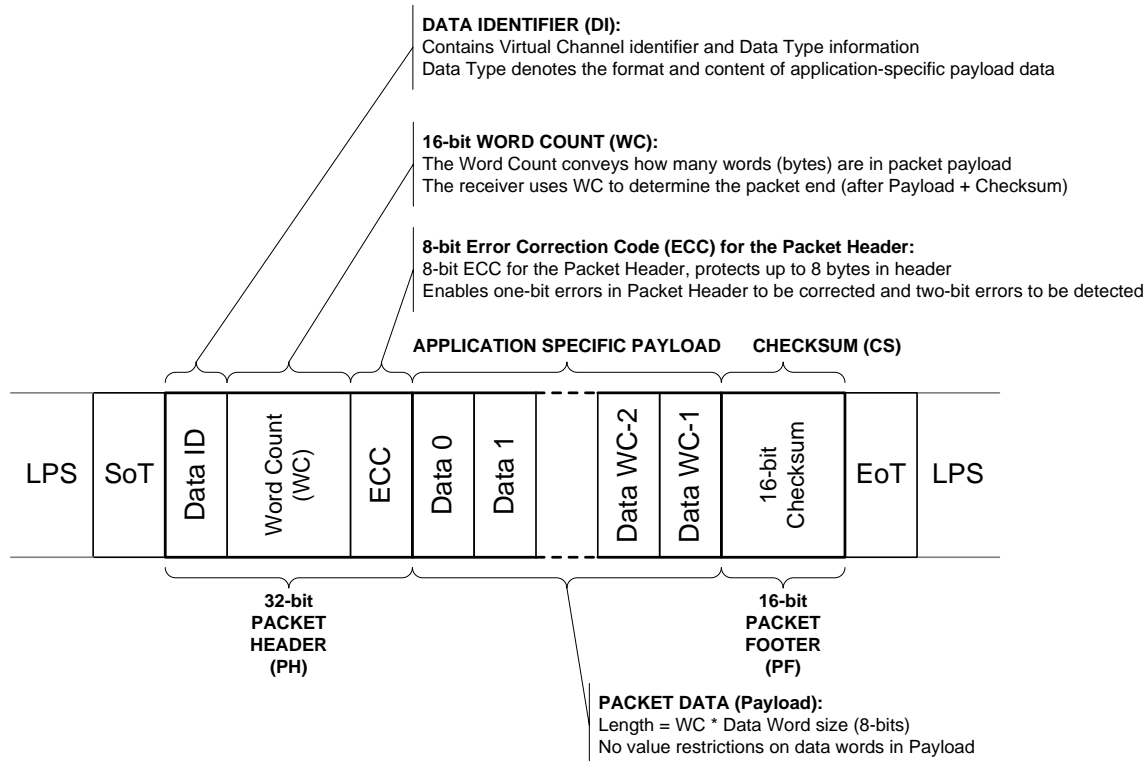 DATA IDENTIFIER (DI):
Contains Virtual Channel identifier and Data Type information
Data Type denotes the format and content of application-specific payload data
16-bit WORD COUNT (WC):
The Word Count conveys how many words (bytes) are in packet payload
The receiver uses WC to determine the packet end (after Payload + Checksum)
8-bit Error Correction Code (ECC) for the Packet Header:
8-bit ECC for the Packet Header, protects up to 8 bytes in header
Enables one-bit errors in Packet Header to be corrected and two-bit errors to be detected
APPLICATION SPECIFIC PAYLOAD
CHECKSUM (CS)
LPS
SoT
Data ID
Word Count
(WC)
ECC
Data 0
Data 1
Data WC-2
Data WC-1
16-bit
Checksum
EoT
LPS
32-bit
PACKET
HEADER
(PH)
16-bit
PACKET
FOOTER
(PF)
PACKET DATA (Payload):
Length = WC * Data Word size (8-bits)
No value restrictions on data words in Payload